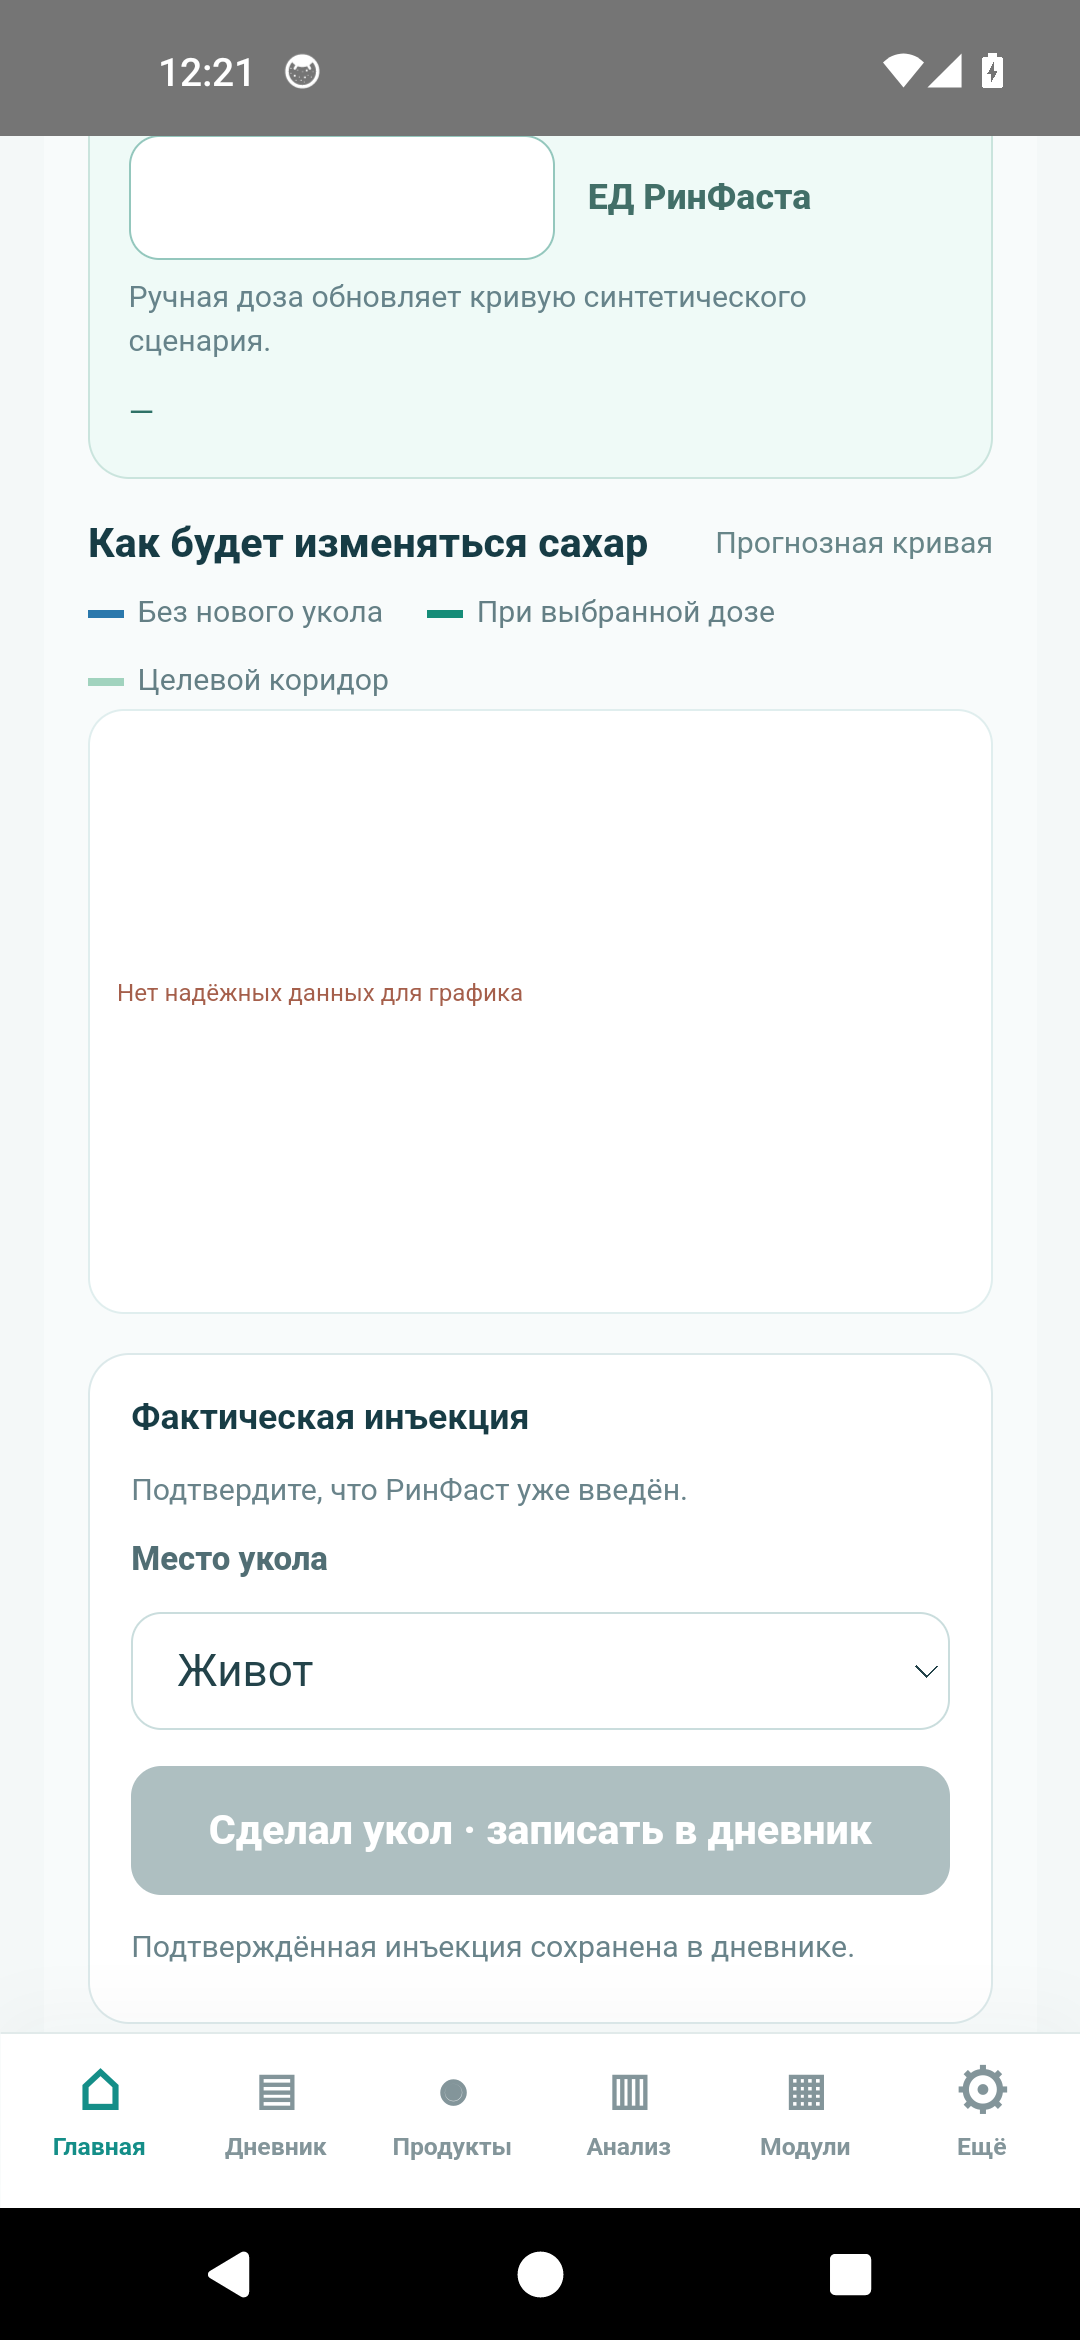 12:21
ЕД РинФаста
Ручная доза обновляет кривую синтетического
сценария.
—
Как будет изменяться сахар
Прогнозная кривая
Без нового укола
При выбранной дозе
Целевой коридор
Нет надёжных данных для графика
Фактическая инъекция
Подтвердите, что РинФаст уже введён.
Место укола
Живот
Сделал укол · записать в дневник
Подтверждённая инъекция сохранена в дневнике.
Главная
Дневник
Продукты
Анализ
Модули
Ещё